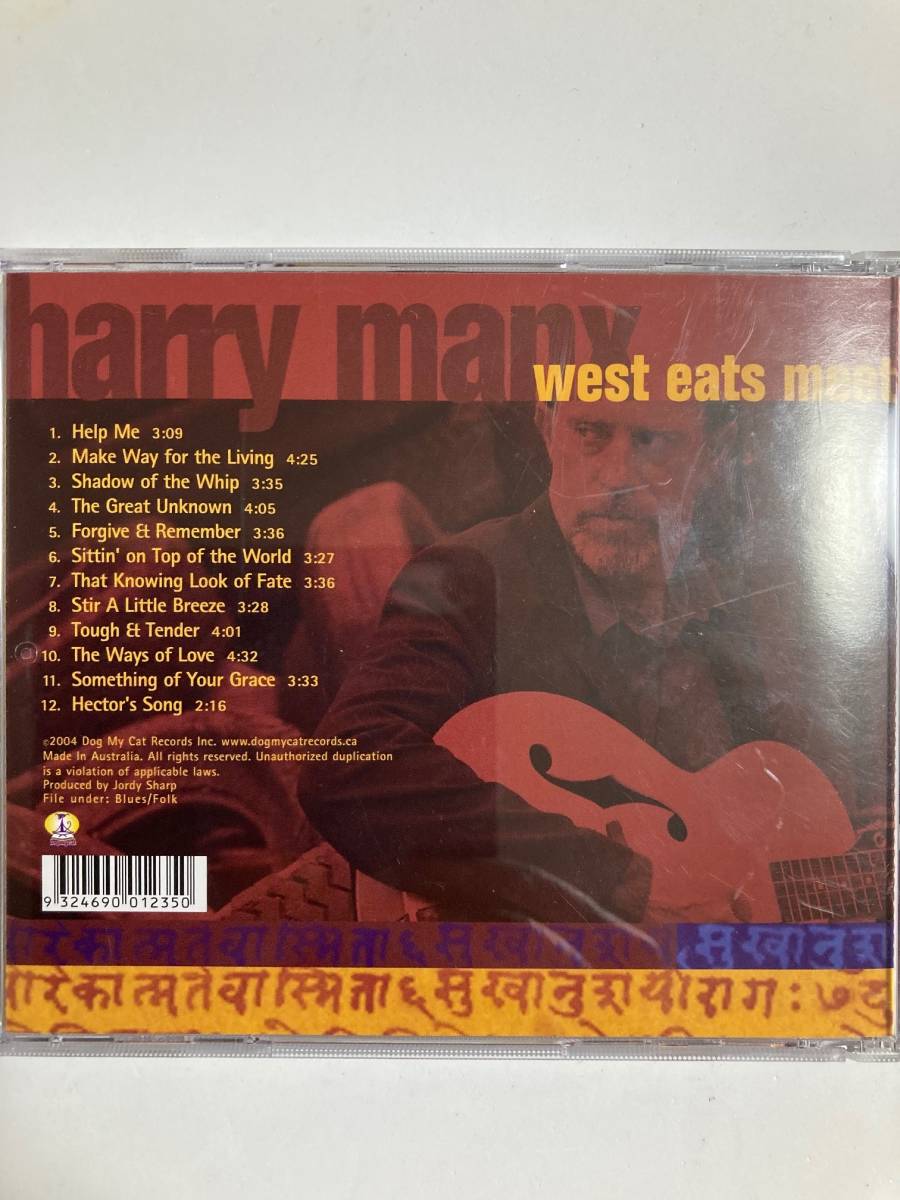 harry manx
west eats meet
1. Help Me 3:09
2. Make Way for the Living 4:25
3. Shadow of the Whip 3:35
4. The Great Unknown 4:05
5. Forgive & Remember 3:36
6. Sittin' on Top of the World 3:27
7. That Knowing Look of Fate 3:36
8. Stir A Little Breeze 3:28
9. Tough & Tender 4:01
10. The Ways of Love 4:32
11. Something of Your Grace 3:33
12. Hector's Song 2:16
©2004 Dog My Cat Records Inc. www.dogmycatrecords.ca
Made In Australia. All rights reserved. Unauthorized duplication
is a violation of applicable laws.
Produced by Jordy Sharp
File under: Blues/Folk
9 324690 012350
रेकात्मतेवास्मिता६सुखानु
रेकात्मतेवास्मिता६सुखानुशयीरागः७